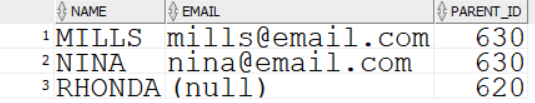 NAME EMAIL PARENT_ID
1 MILLS mills@email.com 630
2 NINA nina@email.com 630
3 RHONDA (null) 620